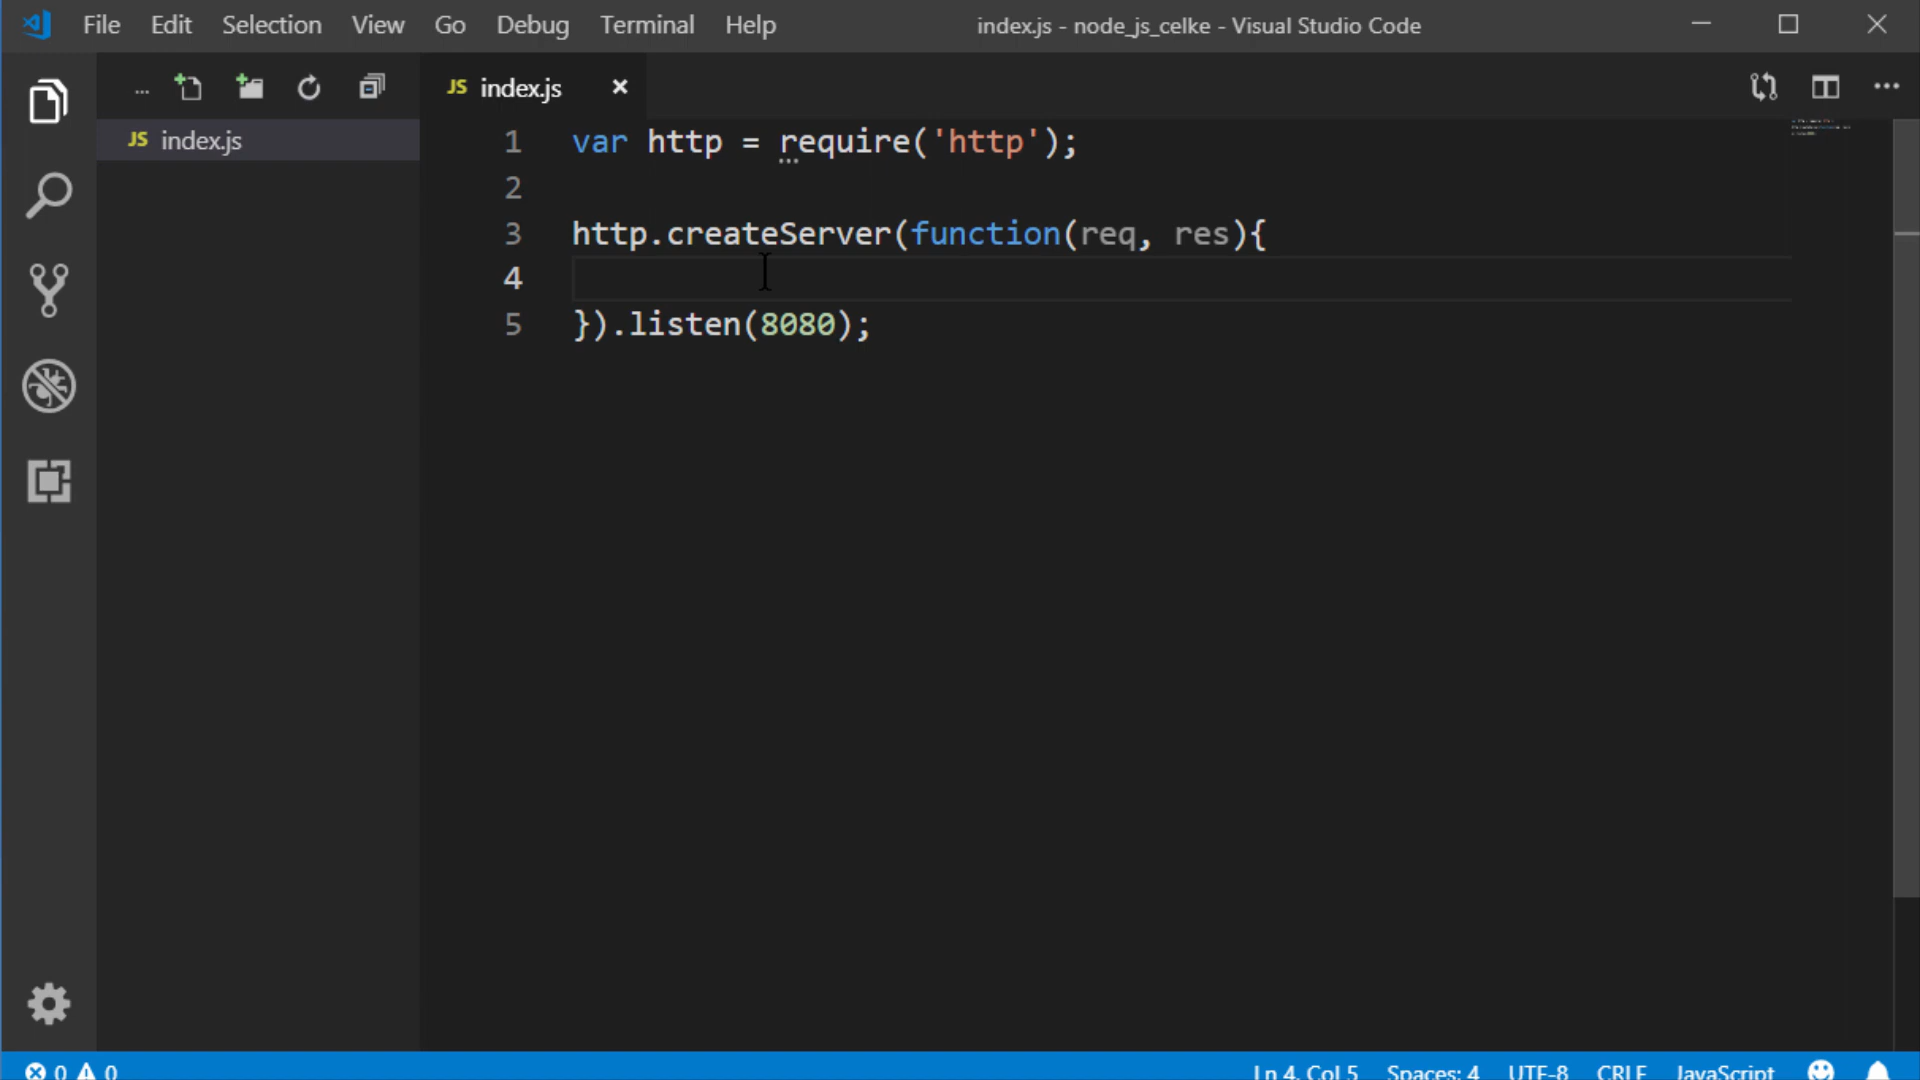 File Edit Selection View Go Debug Terminal Help index.js - node_js_celke - Visual Studio Code
... JS index.js
JS index.js
1 var http = require('http');
2
3 http.createServer(function(req, res){
4
5 }).listen(8080);
0 0 Ln 4, Col 5 Spaces: 4 UTF-8 CRLF JavaScript